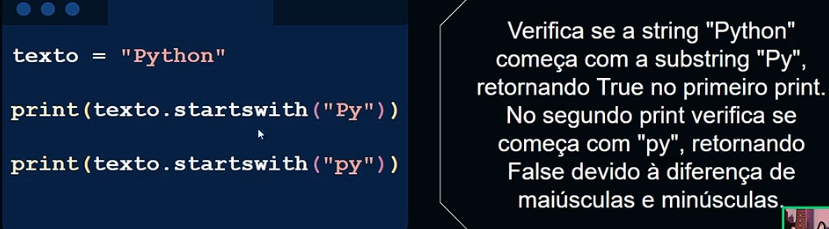 texto = "Python"
print(texto.startswith("Py"))
print(texto.startswith("py"))
Verifica se a string "Python"
começa com a substring "Py",
retornando True no primeiro print.
No segundo print verifica se
começa com "py", retornando
False devido à diferença de
maiúsculas e minúsculas.